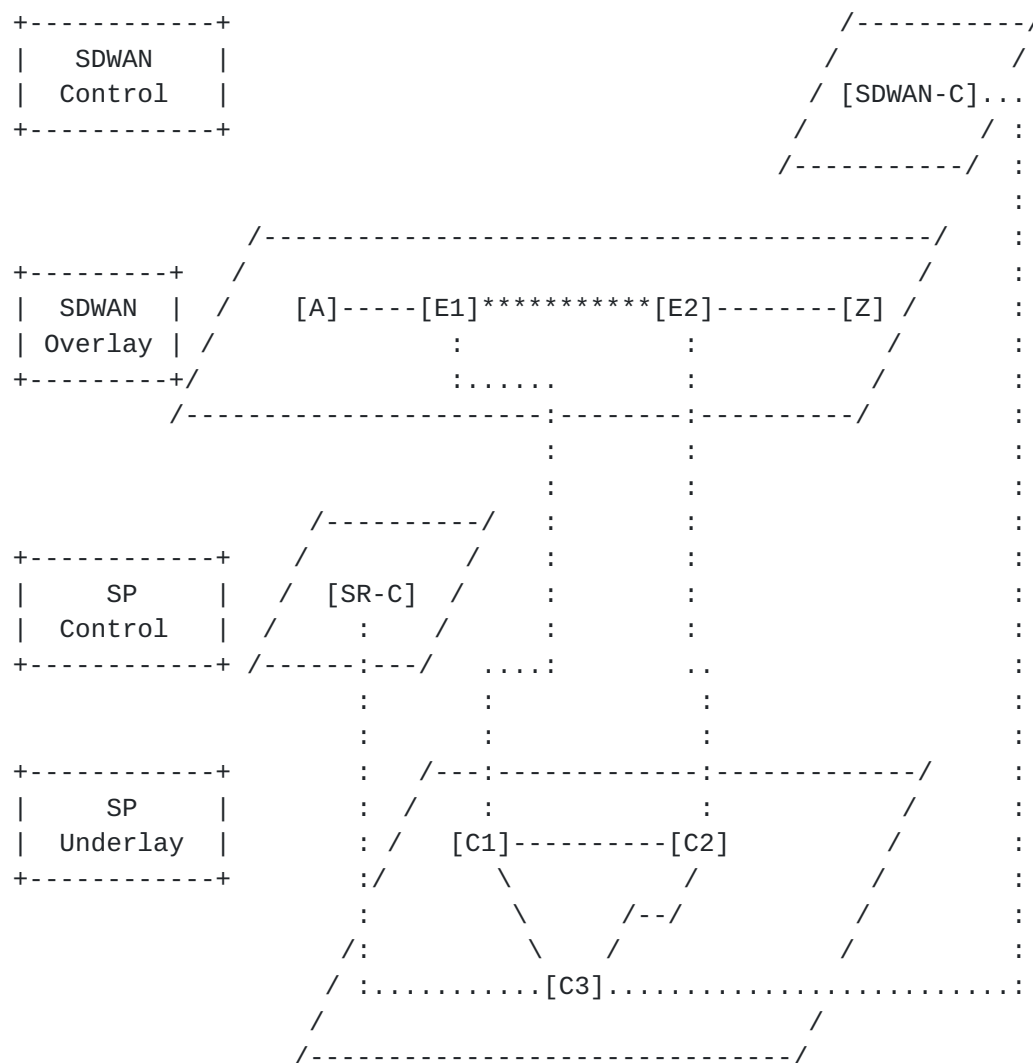 SDWAN
Control
[SDWAN-C]
SDWAN
Overlay
[A]-----[E1]***********[E2]--------[Z]
SP
Control
[SR-C]
SP
Underlay
[C1]----------[C2]
[C3]